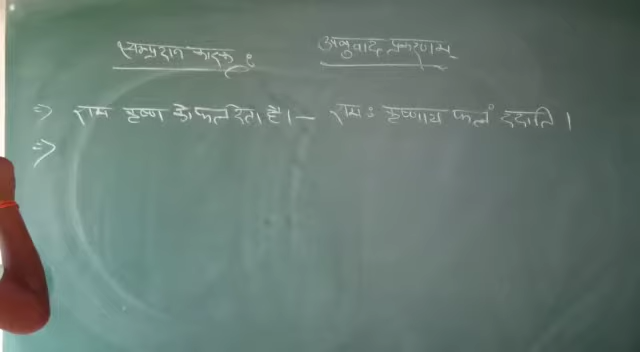 सम्प्रदान कारक : अनुवाद प्रकरणम्
⇒ राम कृष्ण को फल देता है। – रामः कृष्णाय फलं ददाति ।
⇒